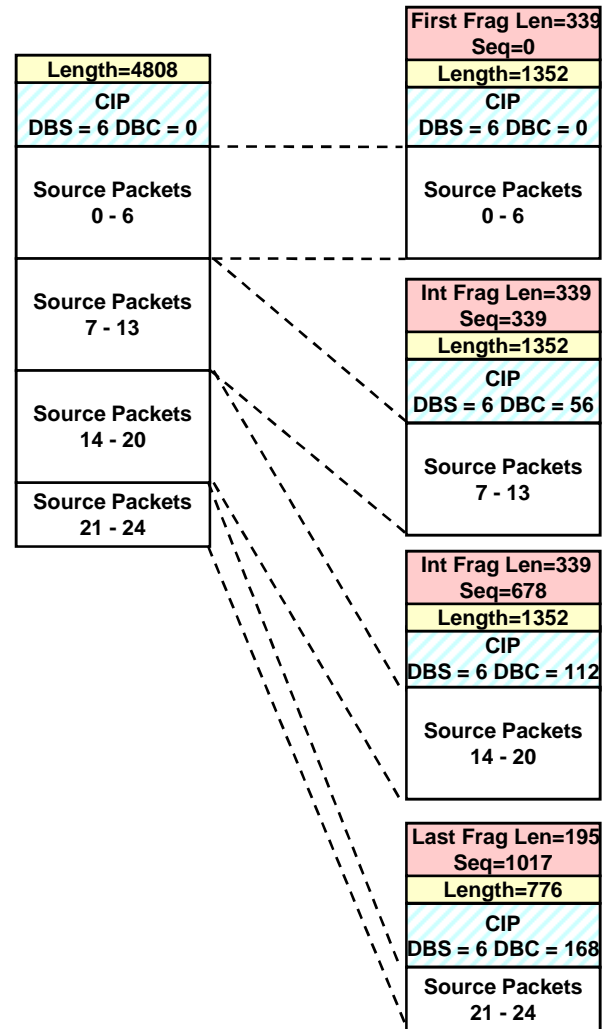 Length=4808
CIP
DBS = 6 DBC = 0
Source Packets
0 - 6
Source Packets
7 - 13
Source Packets
14 - 20
Source Packets
21 - 24
First Frag Len=339
Seq=0
Length=1352
CIP
DBS = 6 DBC = 0
Source Packets
0 - 6
Int Frag Len=339
Seq=339
Length=1352
CIP
DBS = 6 DBC = 56
Source Packets
7 - 13
Int Frag Len=339
Seq=678
Length=1352
CIP
DBS = 6 DBC = 112
Source Packets
14 - 20
Last Frag Len=195
Seq=1017
Length=776
CIP
DBS = 6 DBC = 168
Source Packets
21 - 24